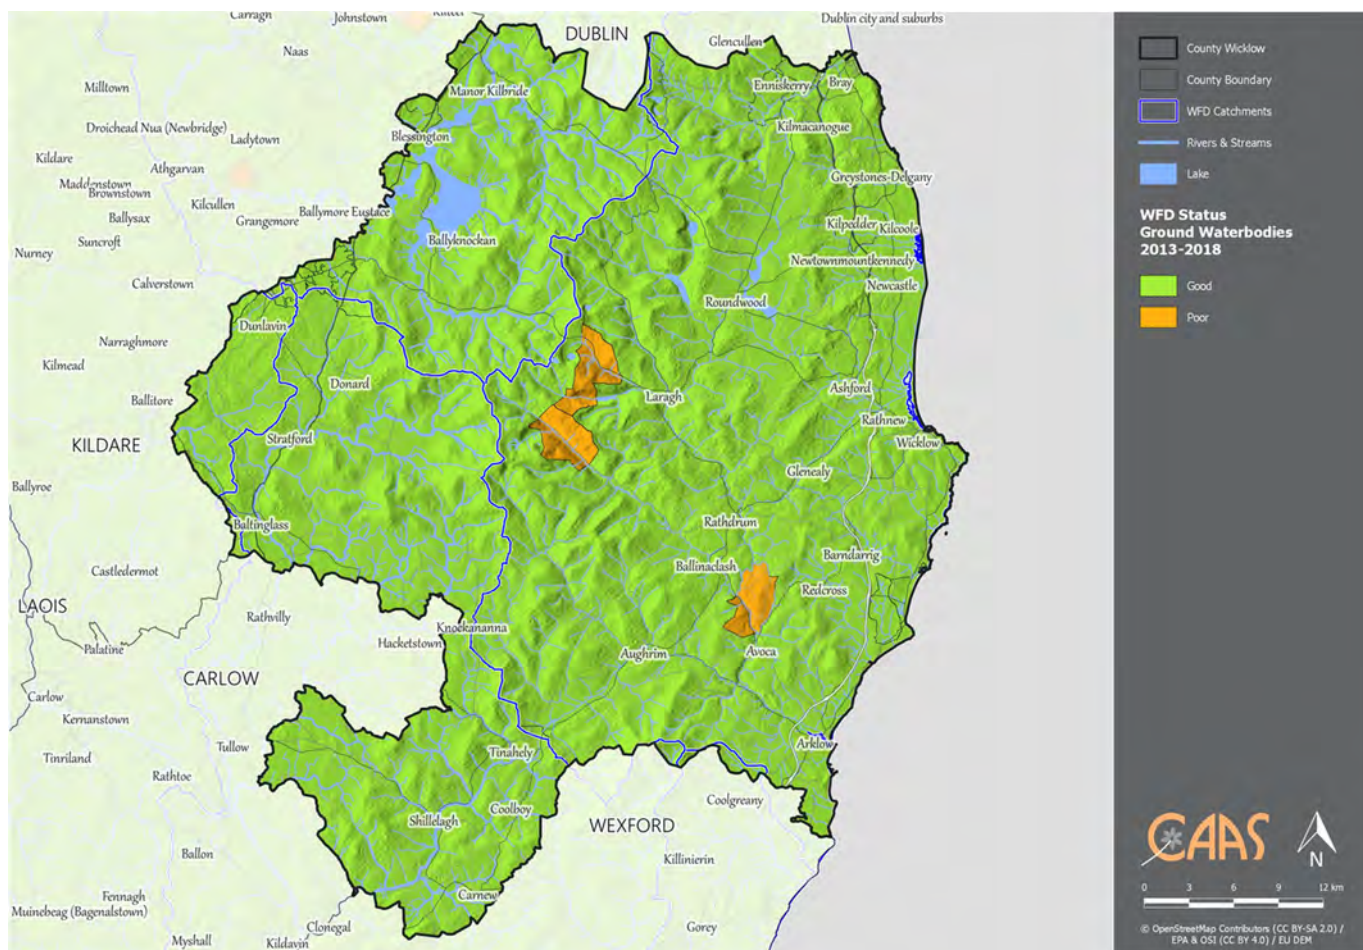 Carragh
Johnstown
Kilteel
Dublin city and suburbs
DUBLIN
Glencullen
Naas
Milltown
Manor Kilbride
Enniskerry
Bray
Droichead Nua (Newbridge)
Ladytown
Blessington
Kilmacanogue
Kildare
Athgarvan
Maddenstown
Brownstown
Kilcullen
Greystones-Delgany
Ballysax
Grangemore
Ballymore Eustace
Kilpedder
Kilcoole
Suncroft
Ballyknockan
Nurney
Newtownmountkennedy
Calverstown
Newcastle
Roundwood
Dunlavin
Narraghmore
Kilmead
Donard
Laragh
Ashford
Ballitore
Rathnew
KILDARE
Stratford
Wicklow
Glenealy
Ballyroe
Baltinglass
Rathdrum
Barndarrig
Castledermot
Ballinaclash
Redcross
LAOIS
Rathvilly
Knockananna
Hacketstown
Palatine
Aughrim
Avoca
CARLOW
Carlow
Kernanstown
Tullow
Tinahely
Arklow
Tinriland
Rathtoe
Coolboy
Coolgreany
Shillelagh
WEXFORD
Ballon
Killinierin
Fennagh
Carnew
Muinebeag (Bagenalstown)
Clonegal
Gorey
Myshall
Kildavin
County Wicklow
County Boundary
WFD Catchments
Rivers & Streams
Lake
WFD Status
Ground Waterbodies
2013-2018
Good
Poor
CAAS
N
0 3 6 9 12 km
© OpenStreetMap Contributors (CC BY-SA 2.0) /
EPA & OSI (CC BY 4.0) / EU DEM